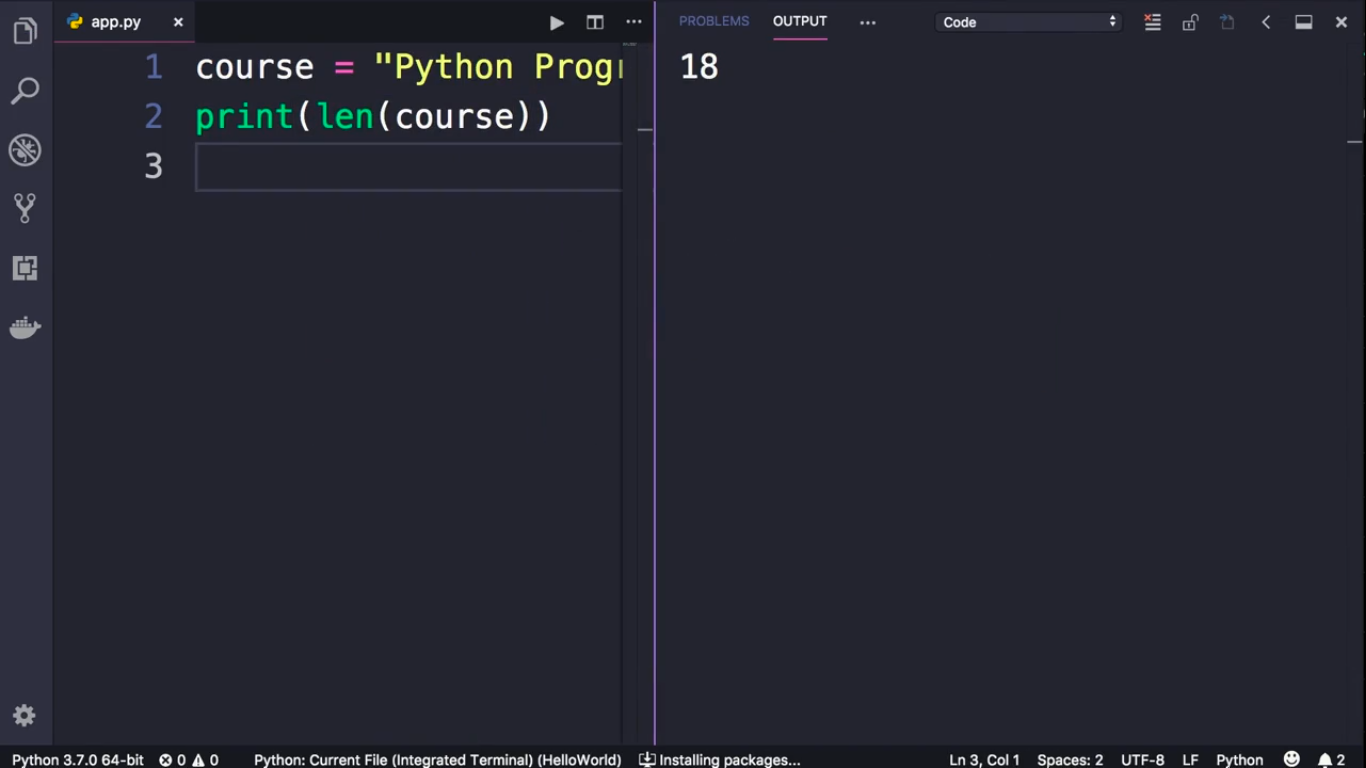 app.py
PROBLEMS OUTPUT Code
1 course = "Python Prog
2 print(len(course))
3
18
Python 3.7.0 64-bit 0 0 Python: Current File (Integrated Terminal) (HelloWorld) Installing packages... Ln 3, Col 1 Spaces: 2 UTF-8 LF Python 2